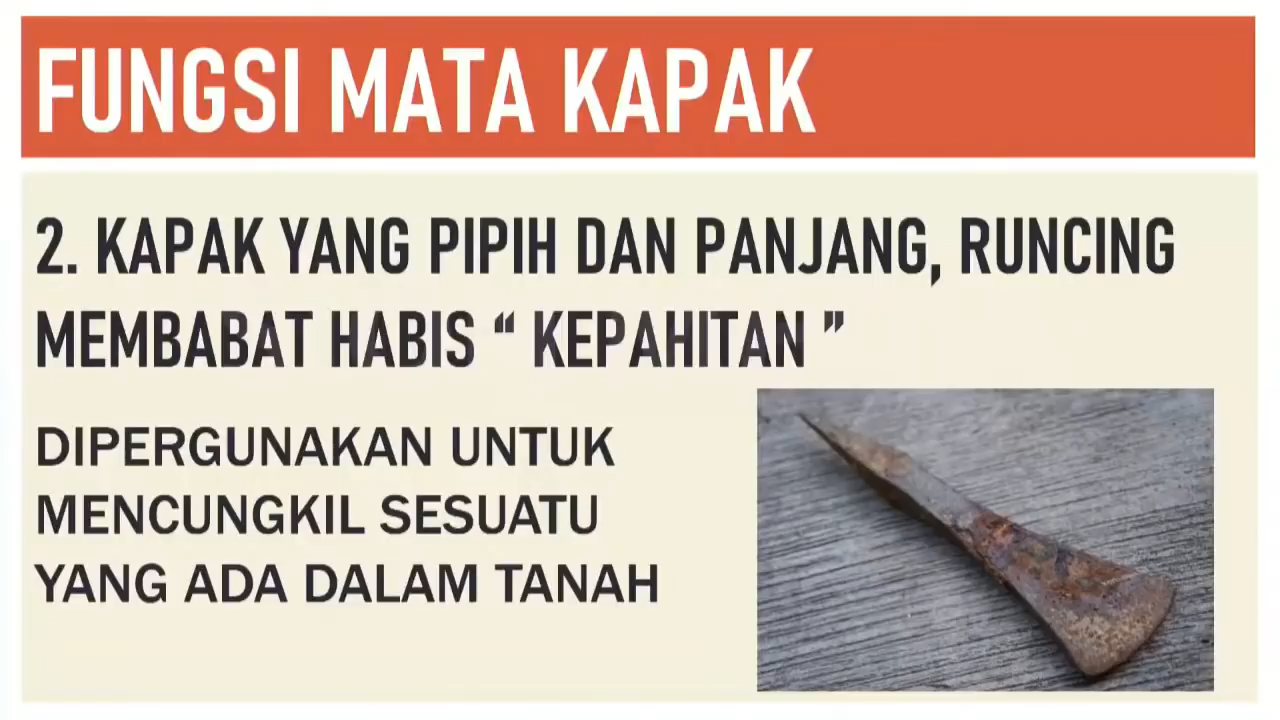 FUNGSI MATA KAPAK
2. KAPAK YANG PIPIH DAN PANJANG, RUNCING
MEMBABAT HABIS “ KEPAHITAN ”
DIPERGUNAKAN UNTUK
MENCUNGKIL SESUATU
YANG ADA DALAM TANAH